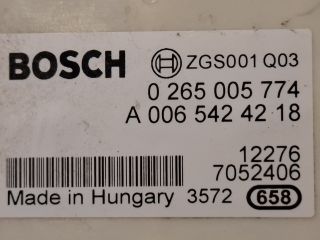 BOSCH ZGS001 Q03
0 265 005 774
A 006 542 42 18
12276
7052406
Made in Hungary 3572 658